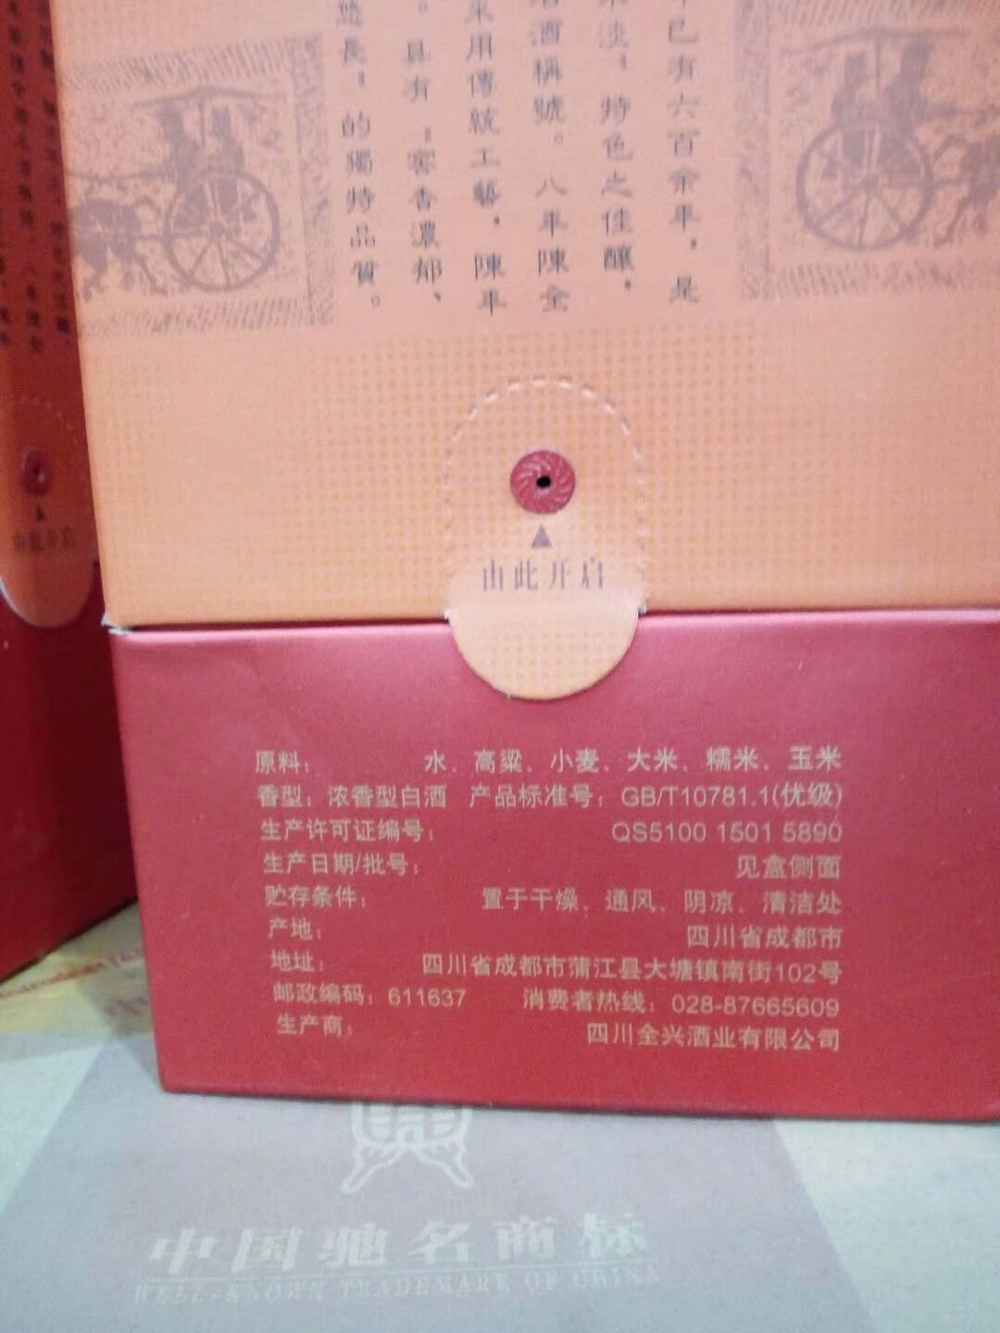 已有六百余年，是
特色之佳釀，
酒稱號。八年陳全
采用傳統工藝，陳年
。具有“窖香濃郁、
悠長”的獨特品質。
由此开启
原料： 水、高粱、小麦、大米、糯米、玉米
香型：浓香型白酒 产品标准号：GB/T10781.1(优级)
生产许可证编号： QS5100 1501 5890
生产日期/批号： 见盒侧面
贮存条件： 置于干燥、通风、阴凉、清洁处
产地： 四川省成都市
地址： 四川省成都市蒲江县大塘镇南街102号
邮政编码：611637 消费者热线：028-87665609
生产商： 四川全兴酒业有限公司
中国驰名商标
WELL-KNOWN TRADEMARK OF CHINA